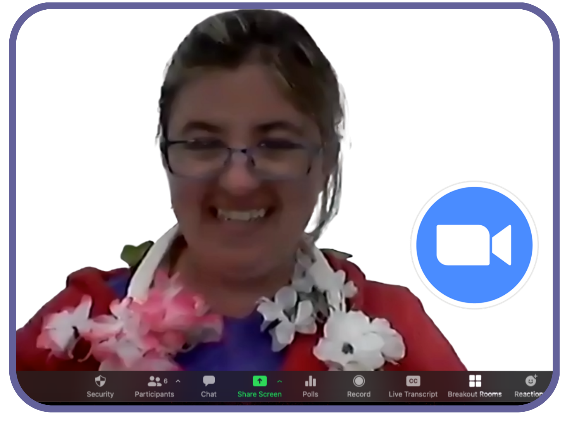 6
CC
Security Participants Chat Share Screen Polls Record Live Transcript Breakout Rooms Reaction